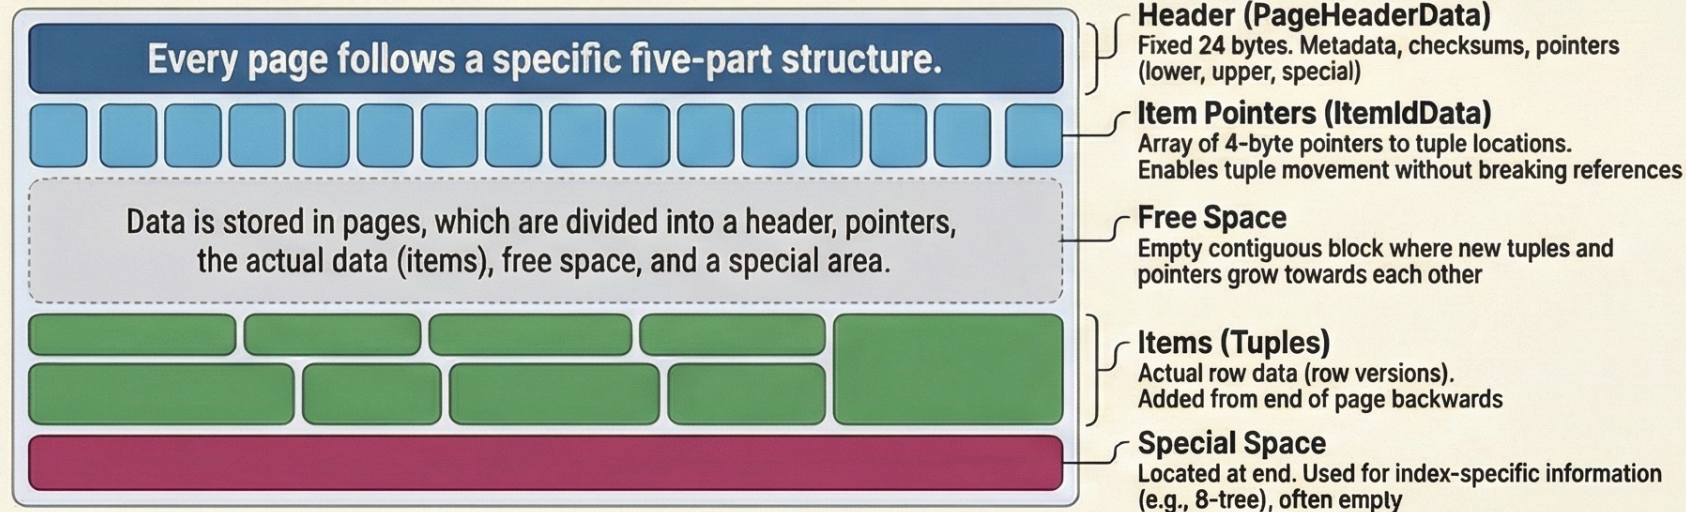 Every page follows a specific five-part structure.
Data is stored in pages, which are divided into a header, pointers,
the actual data (items), free space, and a special area.
Header (PageHeaderData)
Fixed 24 bytes. Metadata, checksums, pointers
(lower, upper, special)
Item Pointers (ItemIdData)
Array of 4-byte pointers to tuple locations.
Enables tuple movement without breaking references
Free Space
Empty contiguous block where new tuples and
pointers grow towards each other
Items (Tuples)
Actual row data (row versions).
Added from end of page backwards
Special Space
Located at end. Used for index-specific information
(e.g., 8-tree), often empty